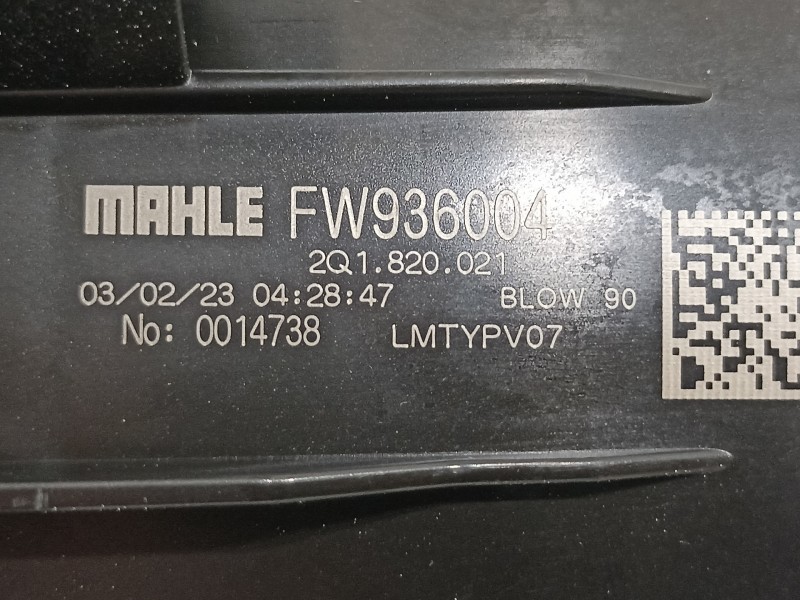 MAHLE FW936004
2Q1.820.021
03/02/23 04:28:47 BLOW 90
No: 0014738 LMTYPV07